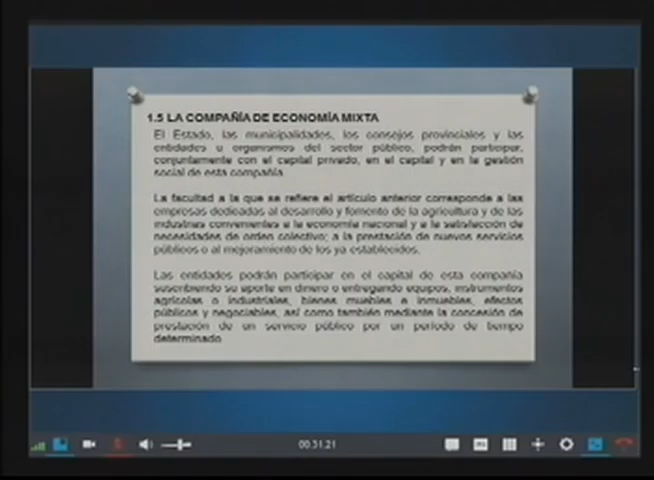 1.5 LA COMPAÑÍA DE ECONOMÍA MIXTA
El Estado, las municipalidades, los consejos provinciales y las
entidades u organismos del sector público, podrán participar,
conjuntamente con el capital privado, en el capital y en la gestión
social de esta compañía.
La facultad a la que se refiere el artículo anterior corresponde a las
empresas dedicadas al desarrollo y fomento de la agricultura y de las
industrias convenientes a la economía nacional y a la satisfacción de
necesidades de orden colectivo; a la prestación de nuevos servicios
públicos o al mejoramiento de los ya establecidos.
Las entidades podrán participar en el capital de esta compañía
suscribiendo su aporte en dinero o entregando equipos, instrumentos
agrícolas o industriales, bienes muebles e inmuebles, efectos
públicos y negociables, así como también mediante la concesión de
prestación de un servicio público por un período de tiempo
determinado
00:31:21